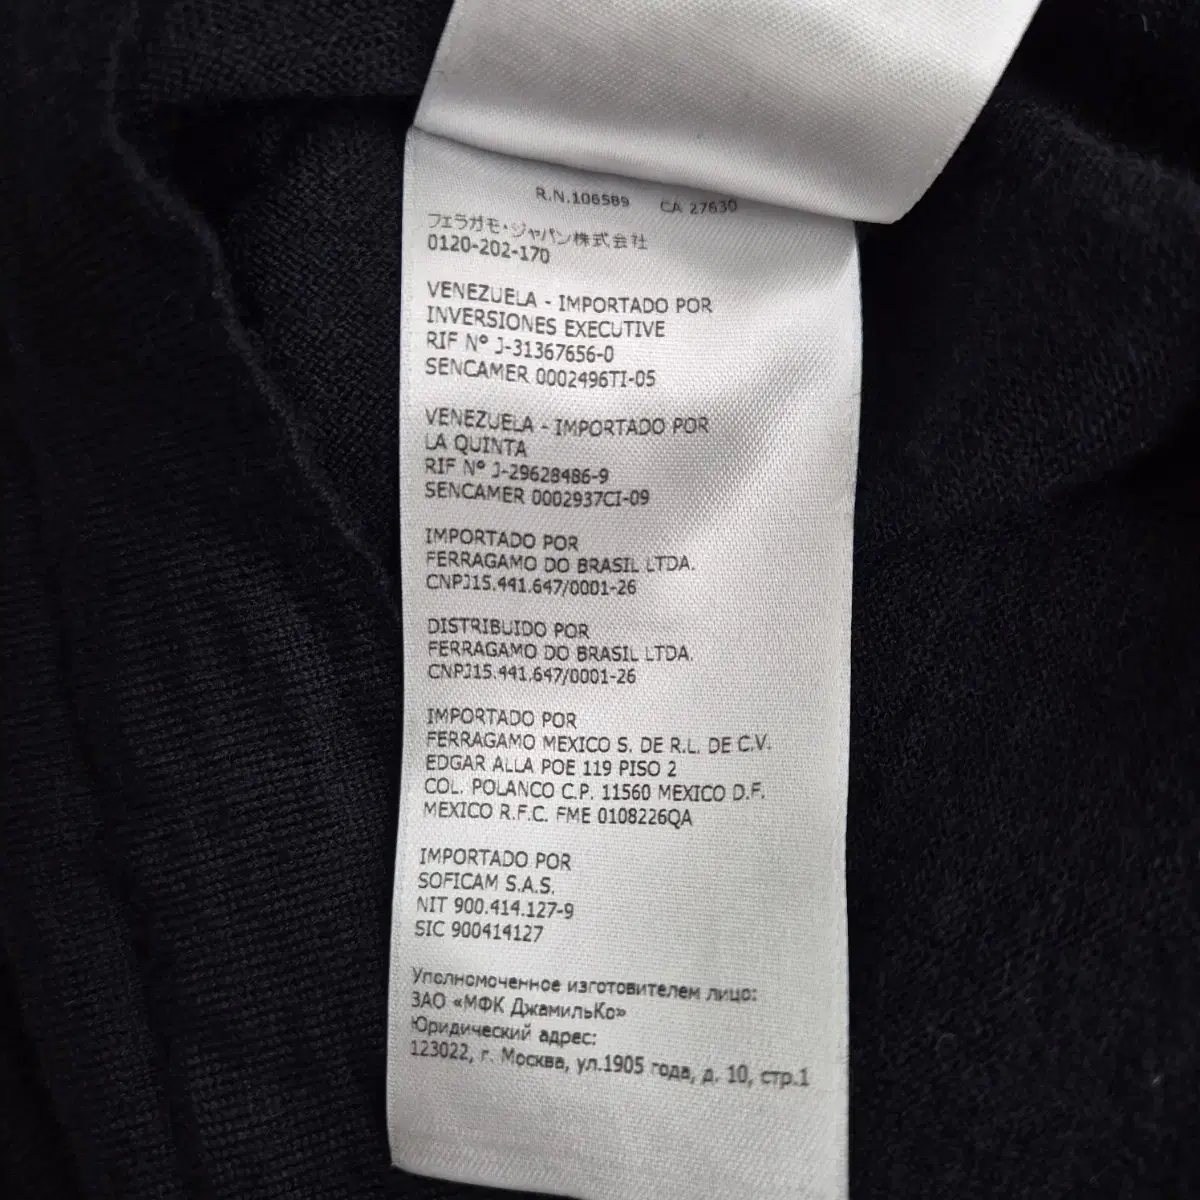 R.N.106589 CA 27630
フェラガモ・ジャパン株式会社
0120-202-170
VENEZUELA - IMPORTADO POR
INVERSIONES EXECUTIVE
RIF Nº J-31367656-0
SENCAMER 0002496TI-05
VENEZUELA - IMPORTADO POR
LA QUINTA
RIF Nº J-29628486-9
SENCAMER 0002937CI-09
IMPORTADO POR
FERRAGAMO DO BRASIL LTDA.
CNPJ15.441.647/0001-26
DISTRIBUIDO POR
FERRAGAMO DO BRASIL LTDA.
CNPJ15.441.647/0001-26
IMPORTADO POR
FERRAGAMO MEXICO S. DE R.L. DE C.V.
EDGAR ALLA POE 119 PISO 2
COL. POLANCO C.P. 11560 MEXICO D.F.
MEXICO R.F.C. FME 0108226QA
IMPORTADO POR
SOFICAM S.A.S.
NIT 900.414.127-9
SIC 900414127
Уполномоченное изготовителем лицо:
ЗАО «МФК ДжамильКо»
Юридический адрес:
123022, г. Москва, ул.1905 года, д. 10, стр.1